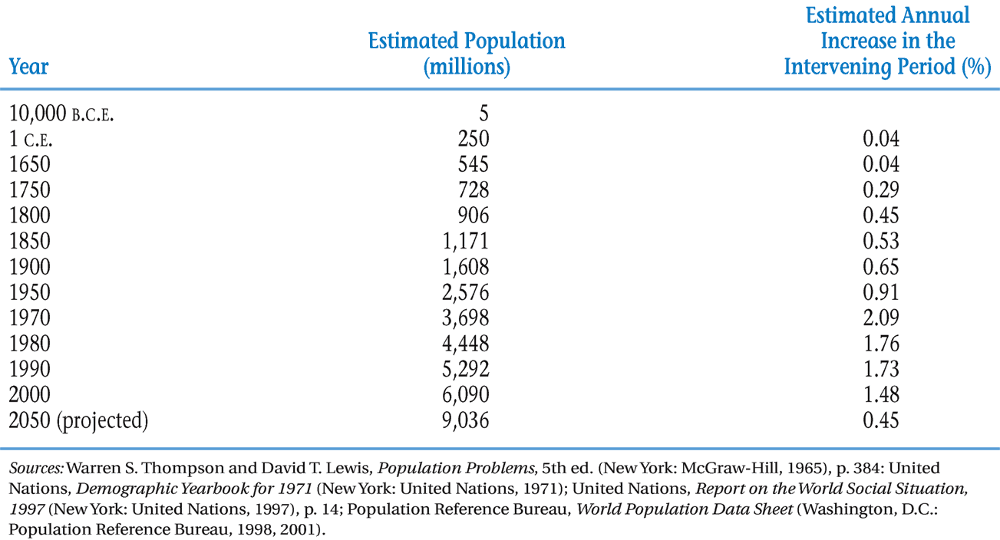 Year Estimated Population (millions) Estimated Annual Increase in the Intervening Period (%)
10,000 B.C.E. 5
1 C.E. 250 0.04
1650 545 0.04
1750 728 0.29
1800 906 0.45
1850 1,171 0.53
1900 1,608 0.65
1950 2,576 0.91
1970 3,698 2.09
1980 4,448 1.76
1990 5,292 1.73
2000 6,090 1.48
2050 (projected) 9,036 0.45
Sources: Warren S. Thompson and David T. Lewis, Population Problems, 5th ed. (New York: McGraw-Hill, 1965), p. 384: United
Nations, Demographic Yearbook for 1971 (New York: United Nations, 1971); United Nations, Report on the World Social Situation,
1997 (New York: United Nations, 1997), p. 14; Population Reference Bureau, World Population Data Sheet (Washington, D.C.:
Population Reference Bureau, 1998, 2001).